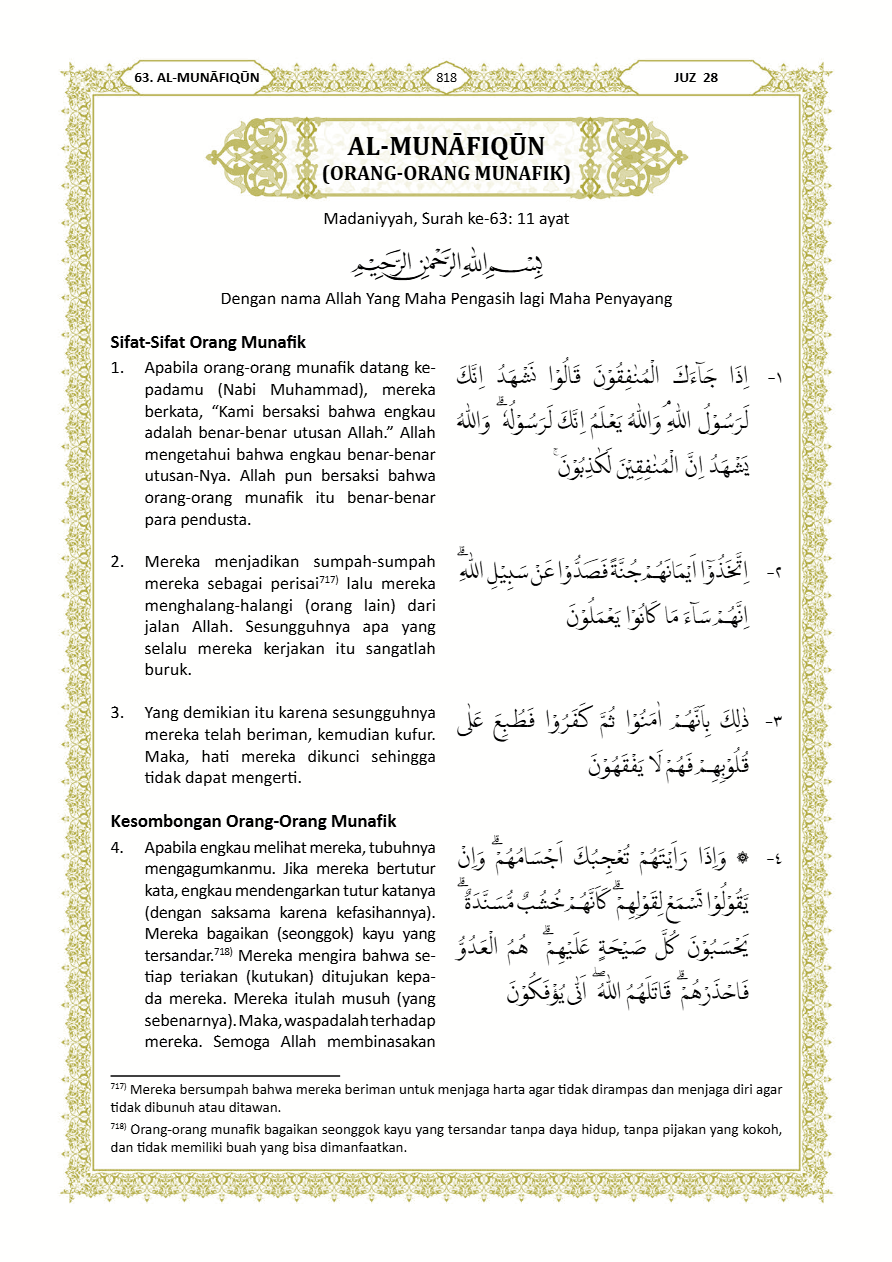 63. AL-MUNĀFIQŪN
818
JUZ 28
AL-MUNĀFIQŪN
(ORANG-ORANG MUNAFIK)
Madaniyyah, Surah ke-63: 11 ayat
بِسْمِ اللّٰهِ الرَّحْمٰنِ الرَّحِيْمِ
Dengan nama Allah Yang Maha Pengasih lagi Maha Penyayang
Sifat-Sifat Orang Munafik
1. Apabila orang-orang munafik datang ke-
padamu (Nabi Muhammad), mereka
berkata, “Kami bersaksi bahwa engkau
adalah benar-benar utusan Allah.” Allah
mengetahui bahwa engkau benar-benar
utusan-Nya. Allah pun bersaksi bahwa
orang-orang munafik itu benar-benar
para pendusta.
١- اِذَا جَاۤءَكَ الْمُنٰفِقُوْنَ قَالُوْا نَشْهَدُ اِنَّكَ
لَرَسُوْلُ اللّٰهِ ۘوَاللّٰهُ يَعْلَمُ اِنَّكَ لَرَسُوْلُهٗ ۗوَاللّٰهُ
يَشْهَدُ اِنَّ الْمُنٰفِقِيْنَ لَكٰذِبُوْنَۚ
2. Mereka menjadikan sumpah-sumpah
mereka sebagai perisai⁷¹⁷⁾ lalu mereka
menghalang-halangi (orang lain) dari
jalan Allah. Sesungguhnya apa yang
selalu mereka kerjakan itu sangatlah
buruk.
٢- اِتَّخَذُوْٓا اَيْمَانَهُمْ جُنَّةً فَصَدُّوْا عَنْ سَبِيْلِ اللّٰهِ ۗ
اِنَّهُمْ سَاۤءَ مَا كَانُوْا يَعْمَلُوْنَ
3. Yang demikian itu karena sesungguhnya
mereka telah beriman, kemudian kufur.
Maka, hati mereka dikunci sehingga
tidak dapat mengerti.
٣- ذٰلِكَ بِاَنَّهُمْ اٰمَنُوْا ثُمَّ كَفَرُوْا فَطُبِعَ عَلٰى
قُلُوْبِهِمْ فَهُمْ لَا يَفْقَهُوْنَ
Kesombongan Orang-Orang Munafik
4. Apabila engkau melihat mereka, tubuhnya
mengagumkanmu. Jika mereka bertutur
kata, engkau mendengarkan tutur katanya
(dengan saksama karena kefasihannya).
Mereka bagaikan (seonggok) kayu yang
tersandar.⁷¹⁸⁾ Mereka mengira bahwa se-
tiap teriakan (kutukan) ditujukan kepa-
da mereka. Mereka itulah musuh (yang
sebenarnya). Maka, waspadalah terhadap
mereka. Semoga Allah membinasakan
٤- ۞ وَاِذَا رَاَيْتَهُمْ تُعْجِبُكَ اَجْسَامُهُمْۗ وَاِنْ
يَّقُوْلُوْا تَسْمَعْ لِقَوْلِهِمْۗ كَاَنَّهُمْ خُشُبٌ مُّسَنَّدَةٌ ۗ
يَحْسَبُوْنَ كُلَّ صَيْحَةٍ عَلَيْهِمْۗ هُمُ الْعَدُوُّ
فَاحْذَرْهُمْۗ قَاتَلَهُمُ اللّٰهُ ۖاَنّٰى يُؤْفَكُوْنَ
⁷¹⁷⁾ Mereka bersumpah bahwa mereka beriman untuk menjaga harta agar tidak dirampas dan menjaga diri agar
tidak dibunuh atau ditawan.
⁷¹⁸⁾ Orang-orang munafik bagaikan seonggok kayu yang tersandar tanpa daya hidup, tanpa pijakan yang kokoh,
dan tidak memiliki buah yang bisa dimanfaatkan.